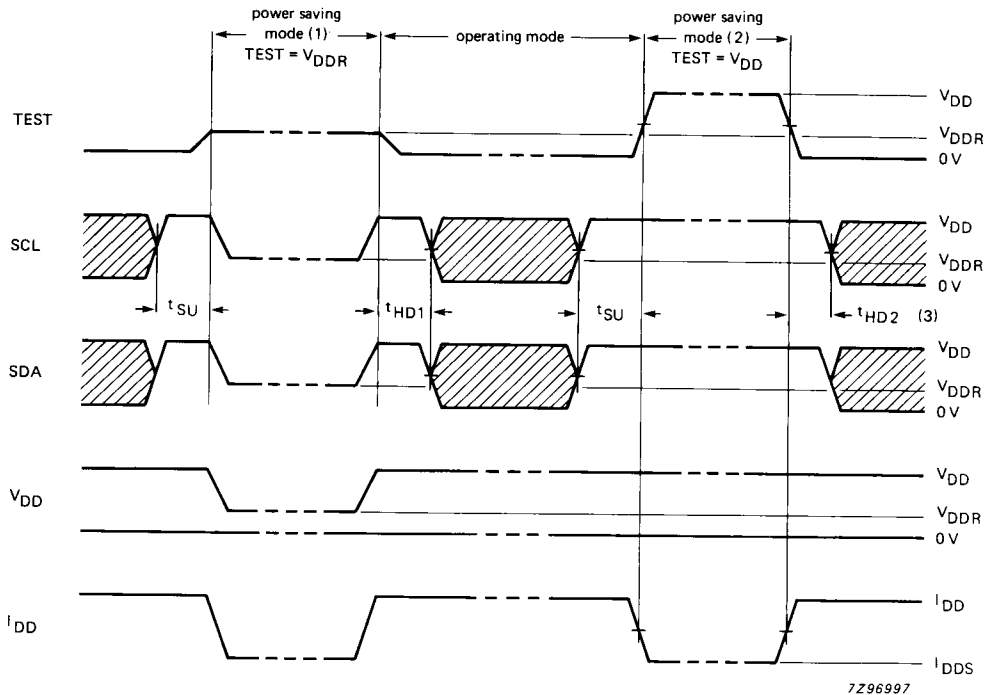 power saving
mode (1)
TEST = VDDR
operating mode
power saving
mode (2)
TEST = VDD
TEST
VDD
VDDR
0 V
SCL
VDD
VDDR
0 V
tSU
tHD1
tSU
tHD2 (3)
SDA
VDD
VDDR
0 V
VDD
VDD
VDDR
0 V
IDD
IDD
IDDS
7Z96997